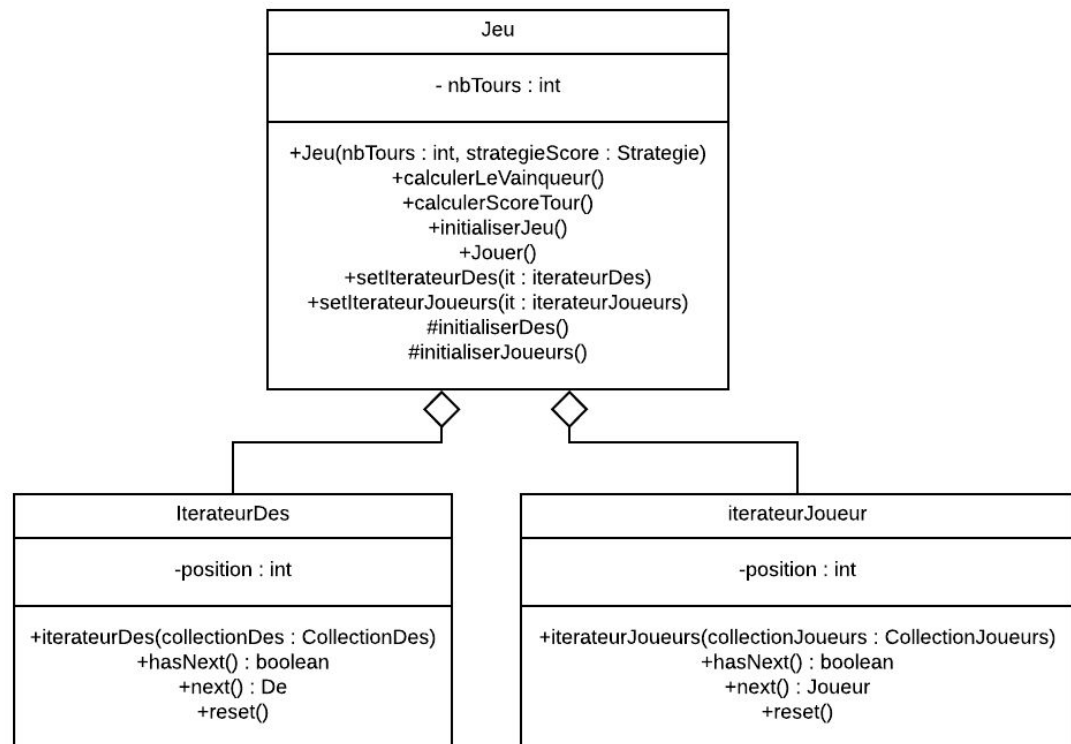 Jeu
- nbTours : int
+Jeu(nbTours : int, strategieScore : Strategie)
+calculerLeVainqueur()
+calculerScoreTour()
+initialiserJeu()
+Jouer()
+setIterateurDes(it : iterateurDes)
+setIterateurJoueurs(it : iterateurJoueurs)
#initialiserDes()
#initialiserJoueurs()
IterateurDes
-position : int
+iterateurDes(collectionDes : CollectionDes)
+hasNext() : boolean
+next() : De
+reset()
iterateurJoueur
-position : int
+iterateurJoueurs(collectionJoueurs : CollectionJoueurs)
+hasNext() : boolean
+next() : Joueur
+reset()